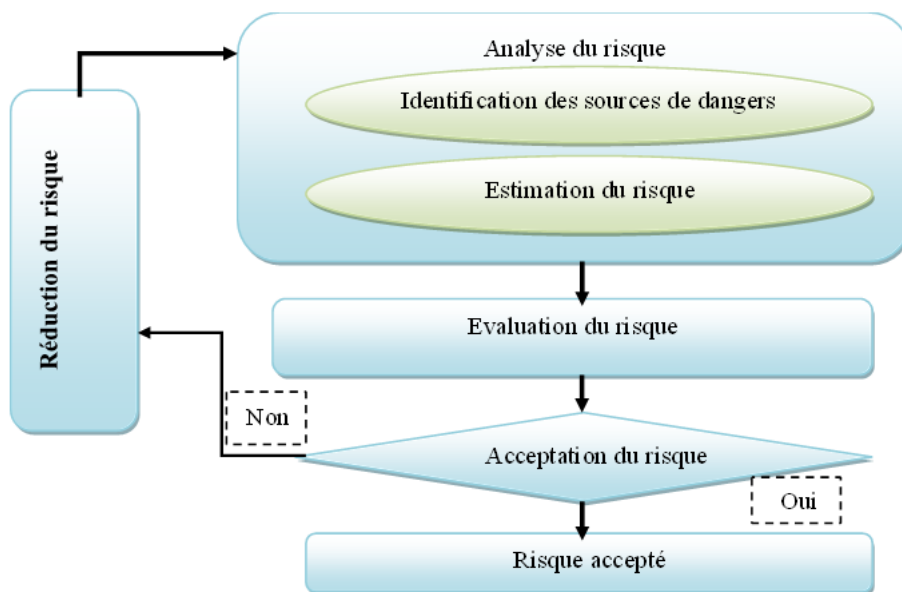 Analyse du risque
Identification des sources de dangers
Estimation du risque
Réduction du risque
Evaluation du risque
Non
Acceptation du risque
Oui
Risque accepté